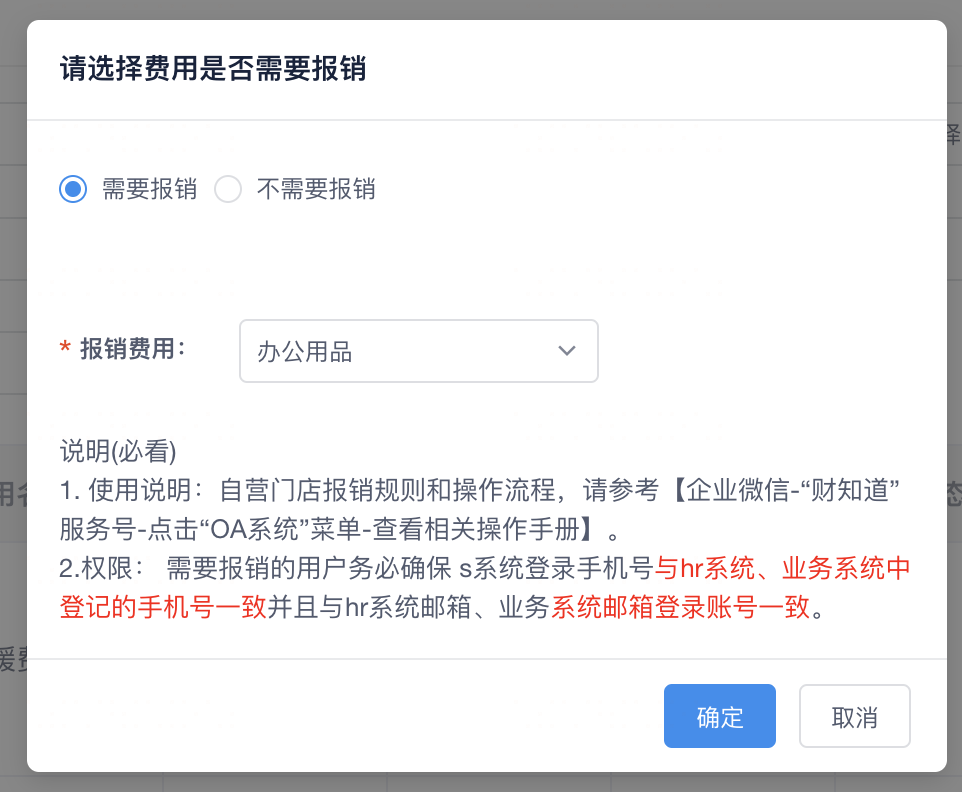 请选择费用是否需要报销
择
需要报销 不需要报销
* 报销费用：
办公用品
说明(必看)
1. 使用说明：自营门店报销规则和操作流程，请参考【企业微信-“财知道”
服务号-点击“OA系统”菜单-查看相关操作手册】。
2.权限： 需要报销的用户务必确保 s系统登录手机号与hr系统、业务系统中
登记的手机号一致并且与hr系统邮箱、业务系统邮箱登录账号一致。
确定 取消